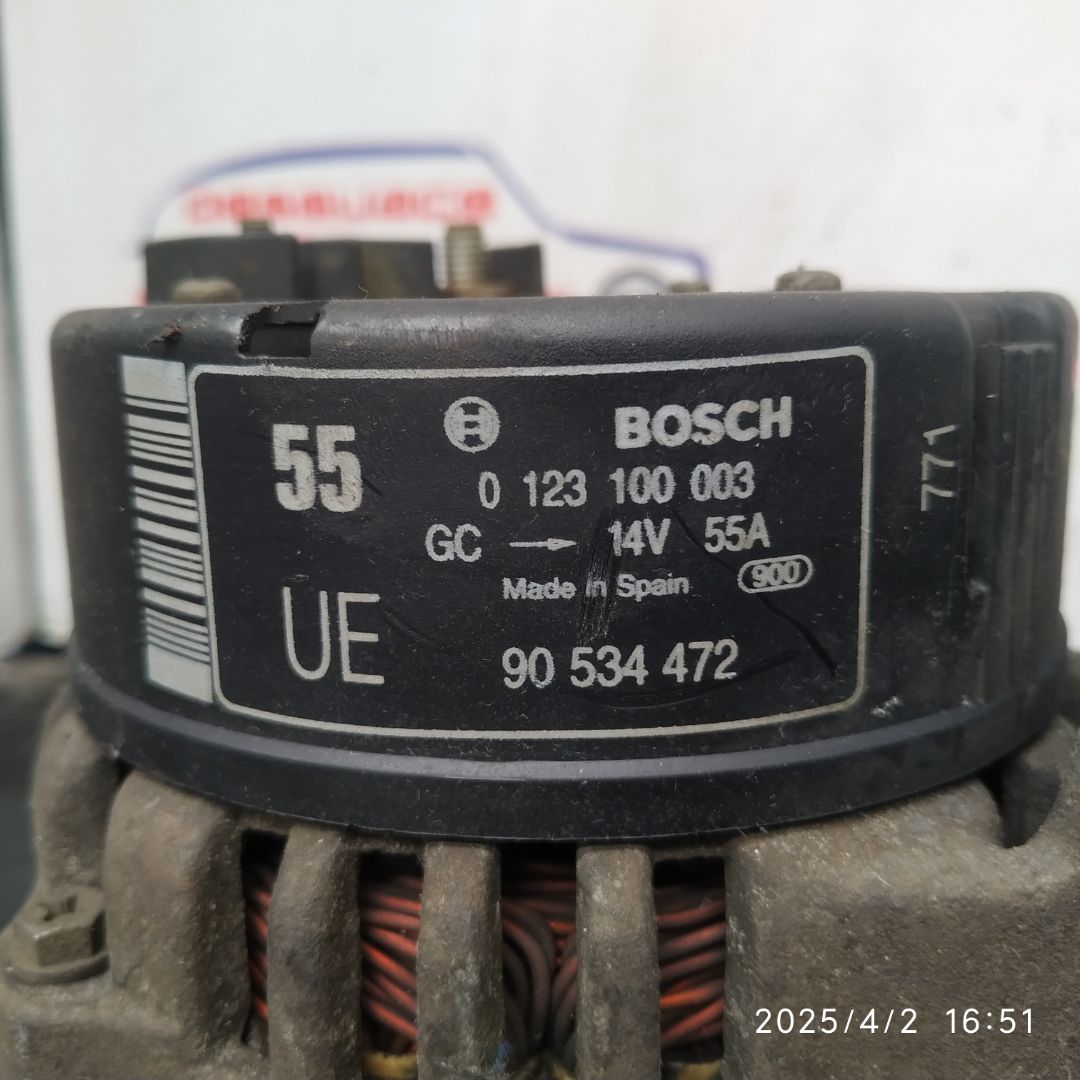 55
BOSCH
0 123 100 003
GC → 14V 55A
Made in Spain 900
UE
90 534 472
771
2025/4/2 16:51